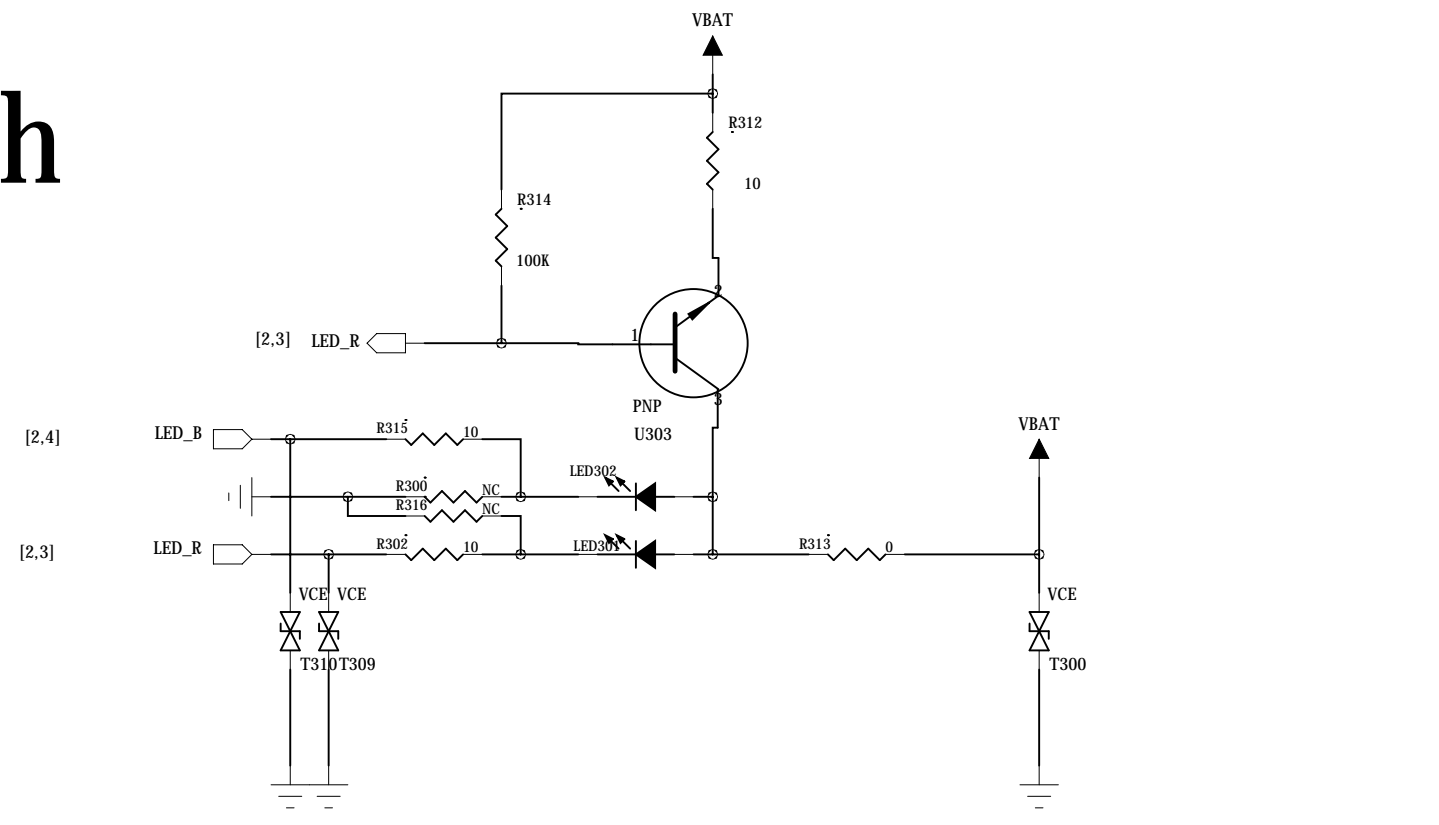 VBAT
h
R312
10
R314
100K
2
1
[2,3] LED_R
3
PNP
U303
[2,4] LED_B
R315 10
VBAT
LED302
R300 NC
R316 NC
[2,3] LED_R
R302 10
LED301
R313 0
VCE VCE
VCE
T310 T309
T300